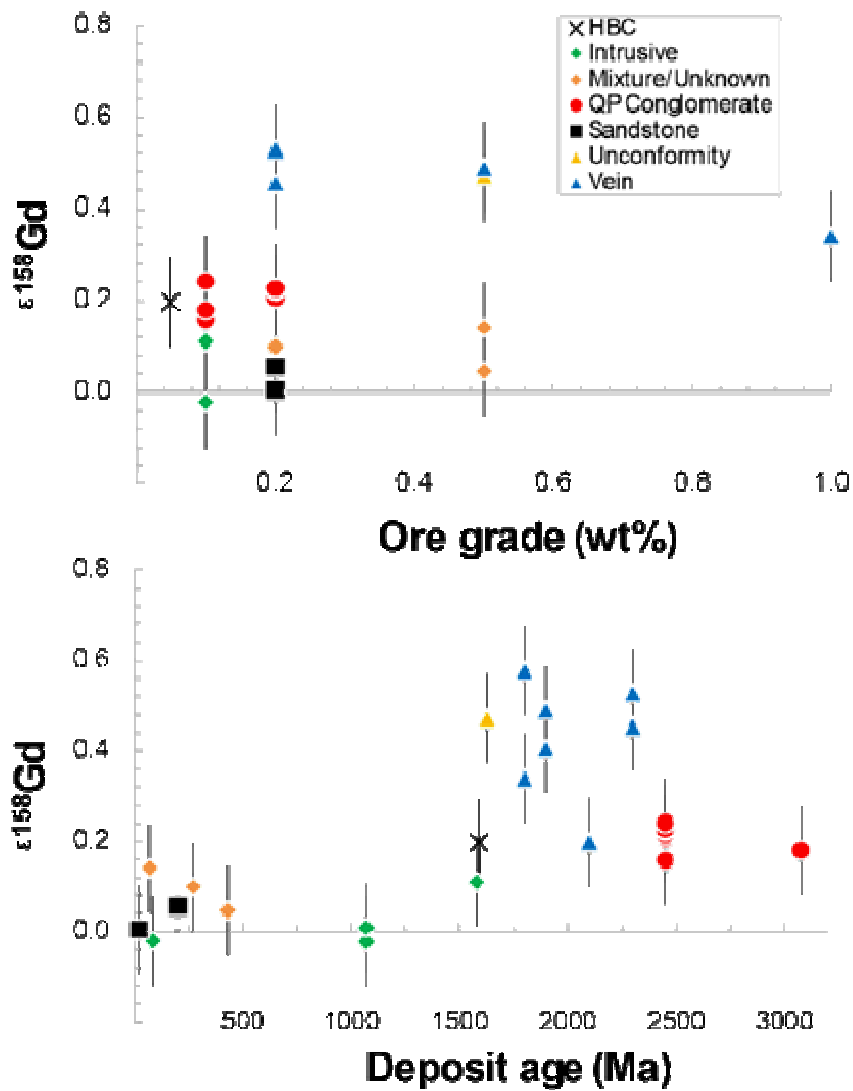 0.8
HBC
Intrusive
Mixture/Unknown
QPConglomerate
Sandstone
Unconformity
Vein
0.6
0.4
0.2
0.0
ε158Gd
0.2 0.4 0.6 0.8 1.0
Ore grade (wt%)
0.8
0.6
0.4
0.2
0.0
ε158Gd
500 1000 1500 2000 2500 3000
Deposit age (Ma)